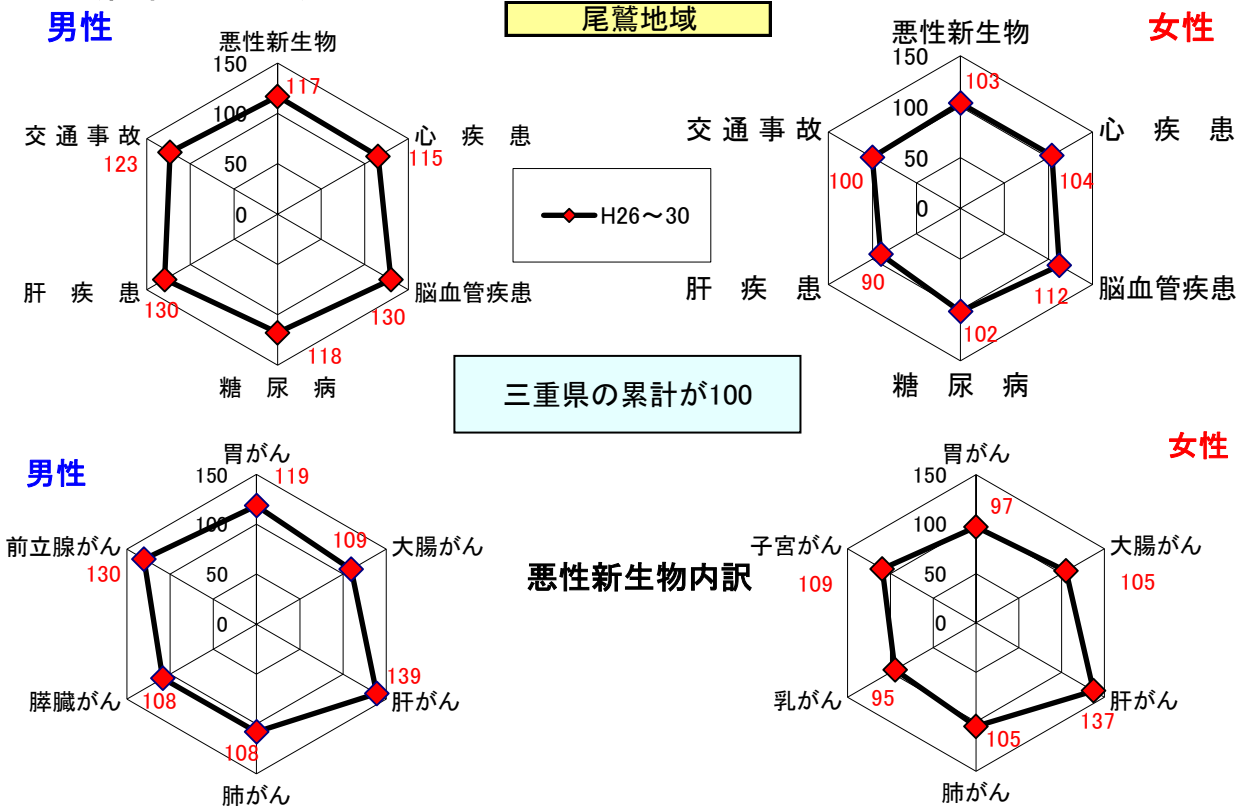 尾鷲地域
男性
悪性新生物
150
117
100
50
0
交通事故
123
心疾患
115
肝疾患
130
脳血管疾患
130
118
糖尿病
H26～30
女性
悪性新生物
150
103
100
50
0
交通事故
100
心疾患
104
肝疾患
90
脳血管疾患
112
102
糖尿病
三重県の累計が100
男性
胃がん
150
119
100
50
0
前立腺がん
130
109
大腸がん
膵臓がん
108
139
肝がん
108
肺がん
悪性新生物内訳
女性
胃がん
150
97
100
50
0
子宮がん
109
大腸がん
105
乳がん
95
肝がん
137
105
肺がん